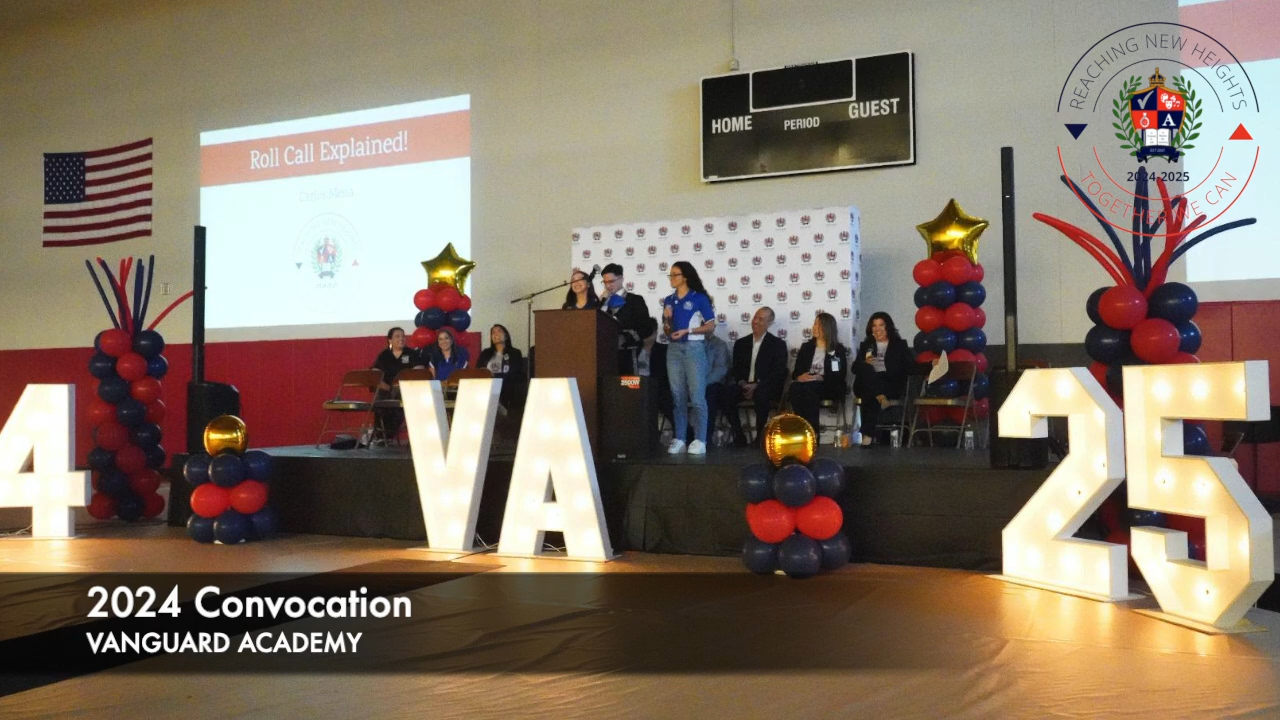 REACHING NEW HEIGHTS
A
2024-2025
TOGETHER WE CAN
HOME
PERIOD
GUEST
Roll Call Explained!
4
VA
25
2024 Convocation
VANGUARD ACADEMY